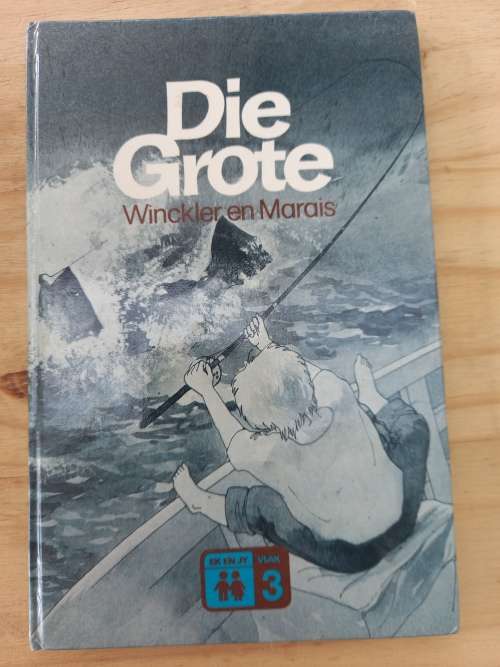 Die
Grote
Winckler en Marais
EK EN JY
VLAK
3